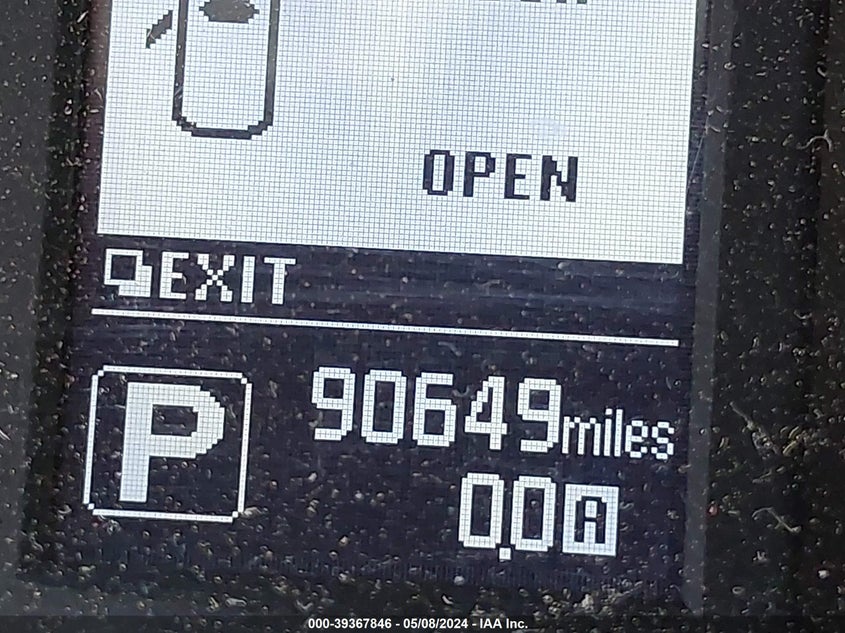 OPEN
EXIT
P
90649miles
0.0A
000-39367846 - 05/08/2024 - IAA Inc.